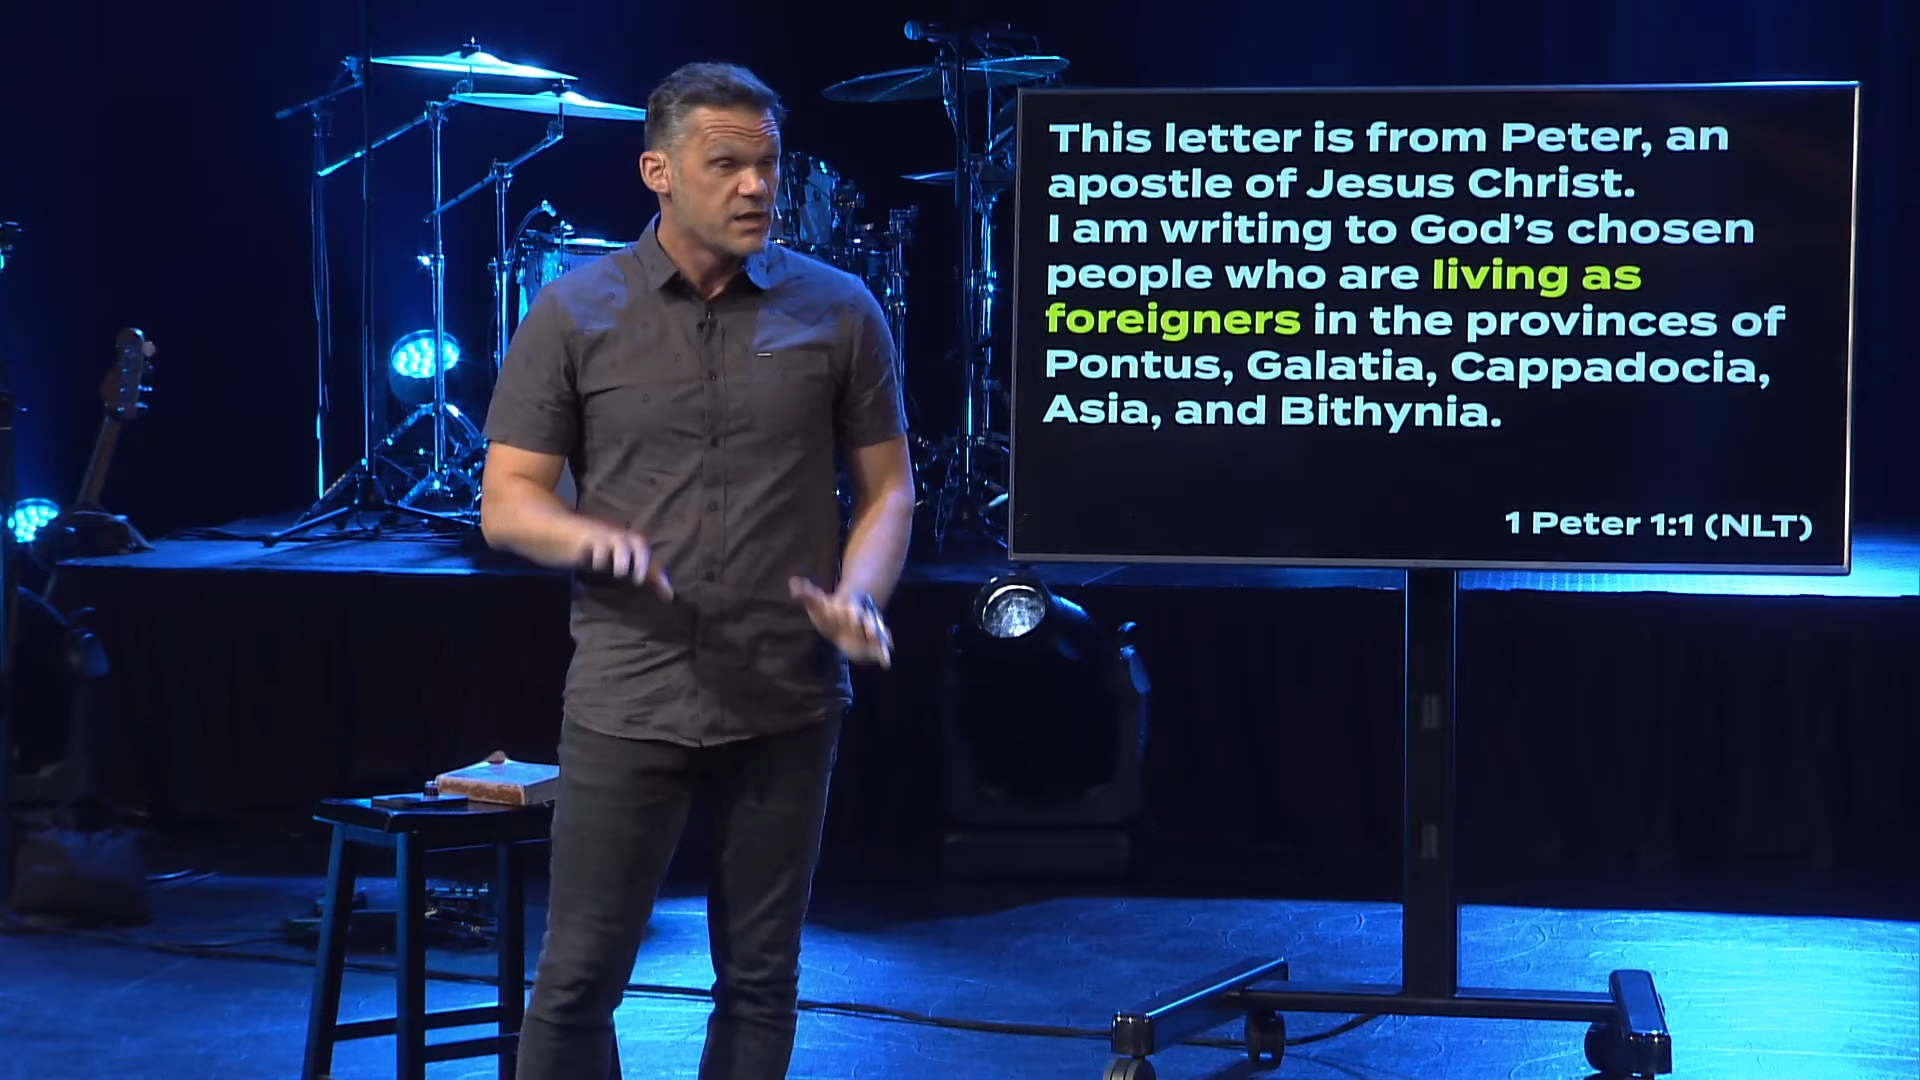 This letter is from Peter, an
apostle of Jesus Christ.
I am writing to God’s chosen
people who are living as
foreigners in the provinces of
Pontus, Galatia, Cappadocia,
Asia, and Bithynia.
1 Peter 1:1 (NLT)